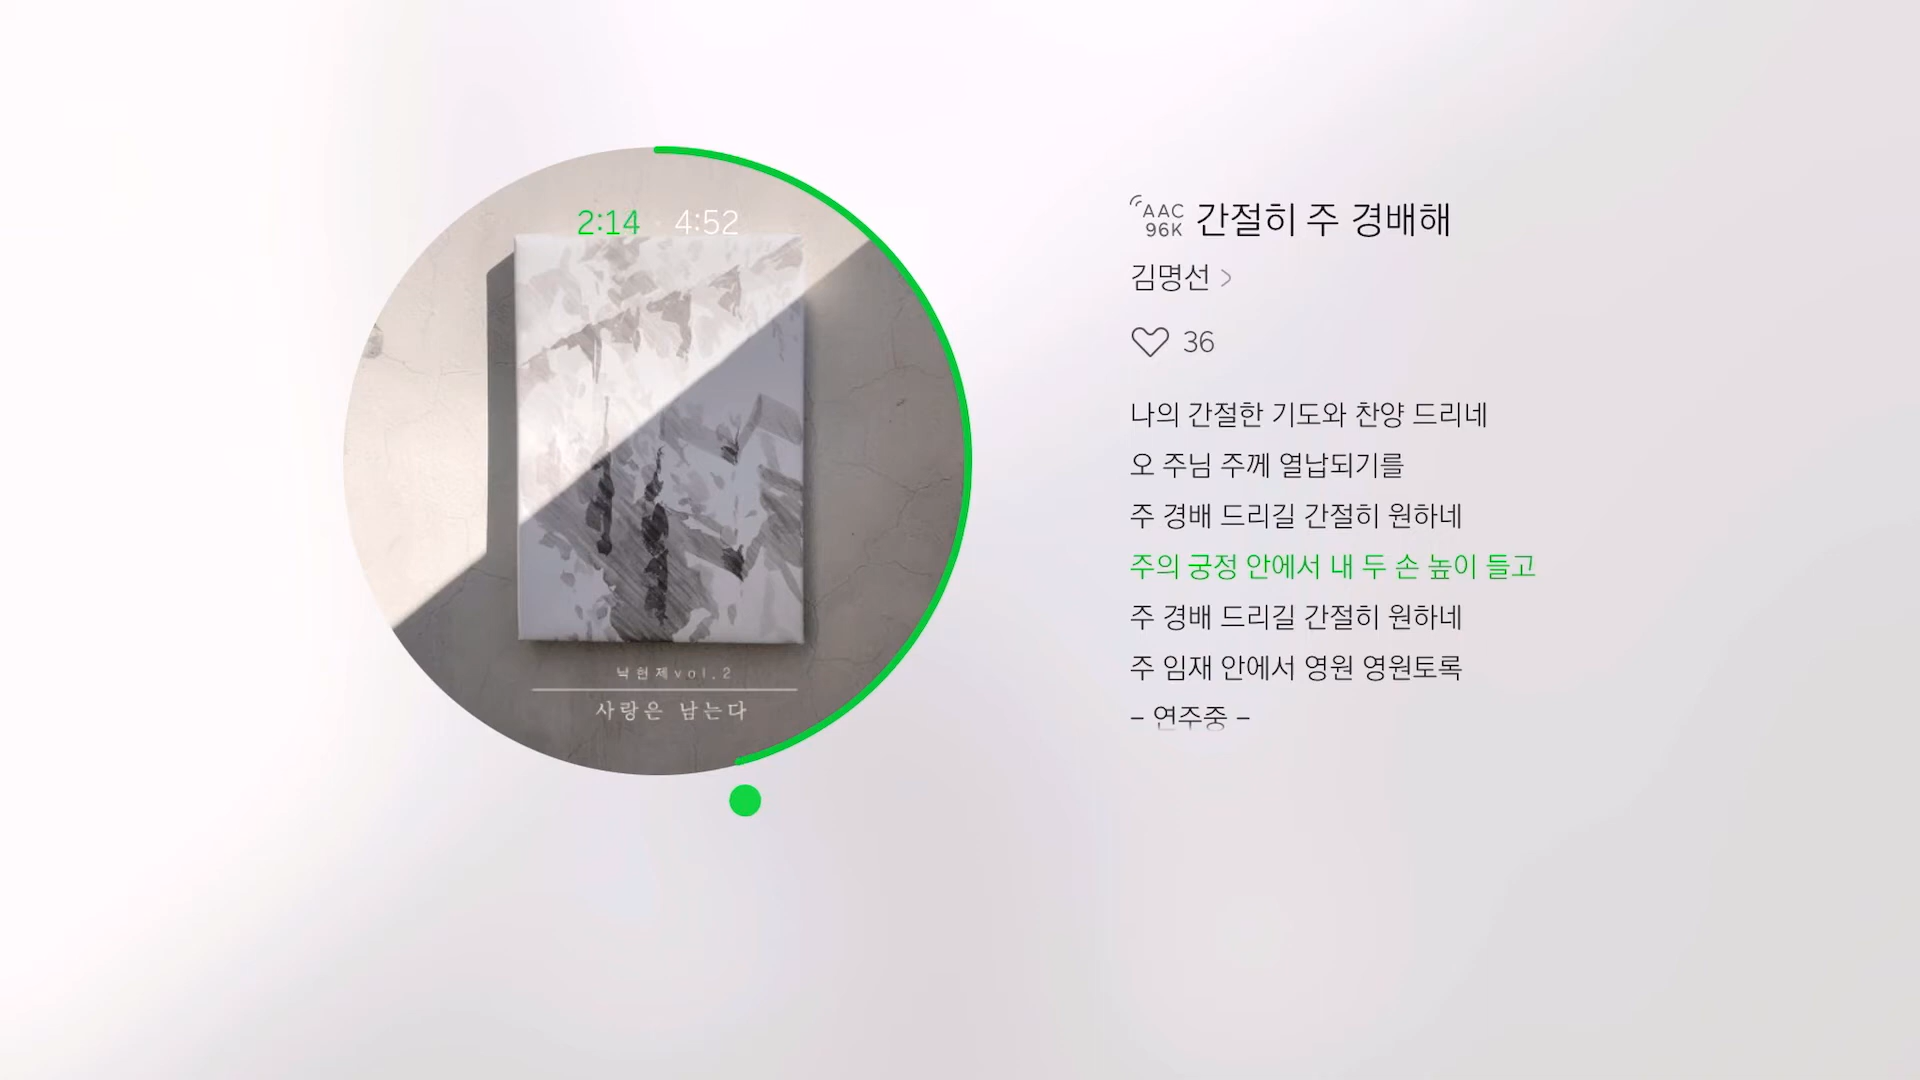 2:14 - 4:52
낙헌제vol.2
사랑은 남는다
AAC
96K
간절히 주 경배해
김명선 >
36
나의 간절한 기도와 찬양 드리네
오 주님 주께 열납되기를
주 경배 드리길 간절히 원하네
주의 궁정 안에서 내 두 손 높이 들고
주 경배 드리길 간절히 원하네
주 임재 안에서 영원 영원토록
– 연주중 –